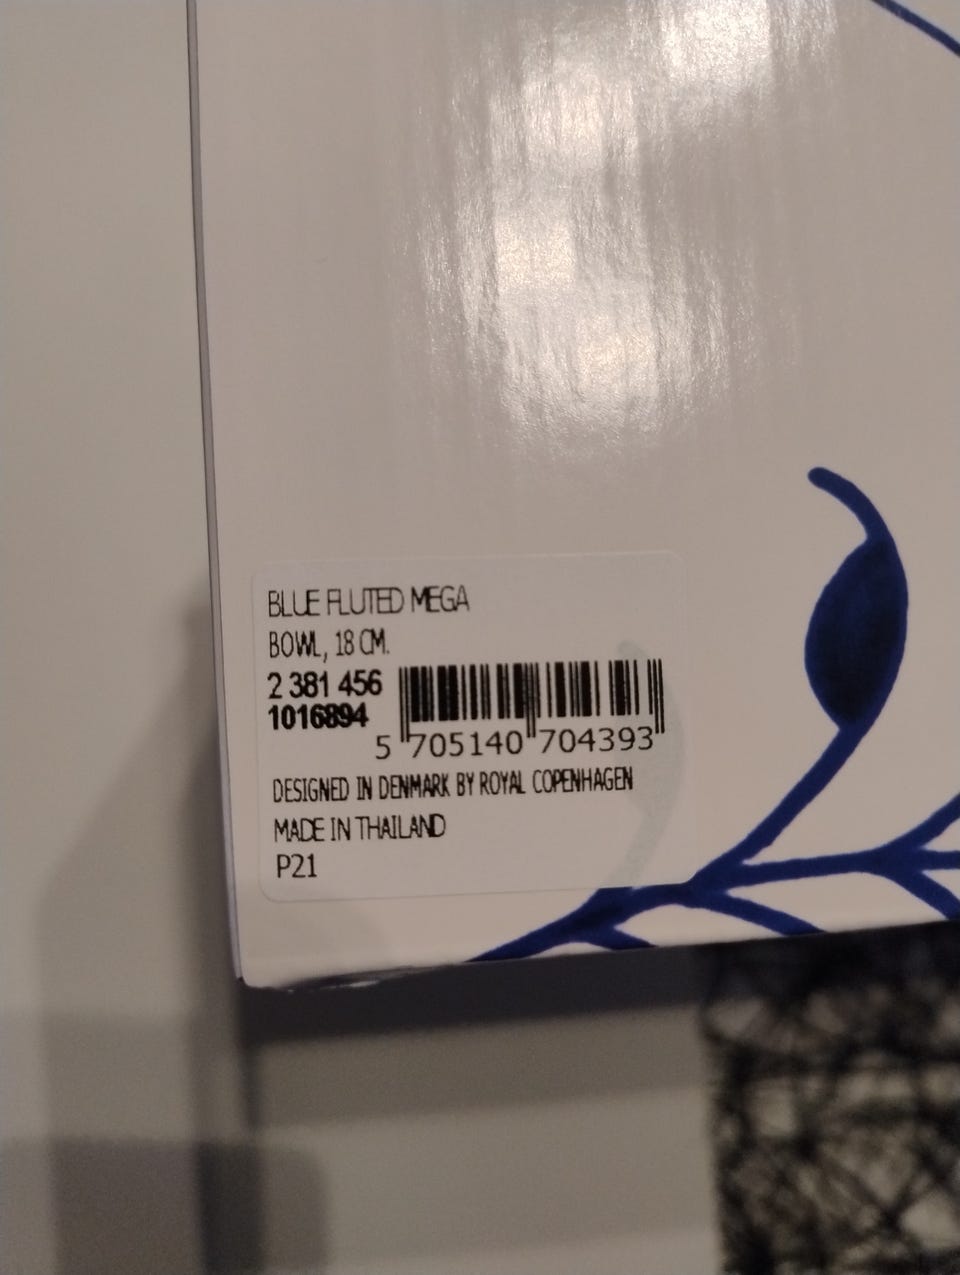 BLUE FLUTED MEGA
BOWL, 18 CM.
2 381 456
1016894
5 705140 704393
DESIGNED IN DENMARK BY ROYAL COPENHAGEN
MADE IN THAILAND
P21